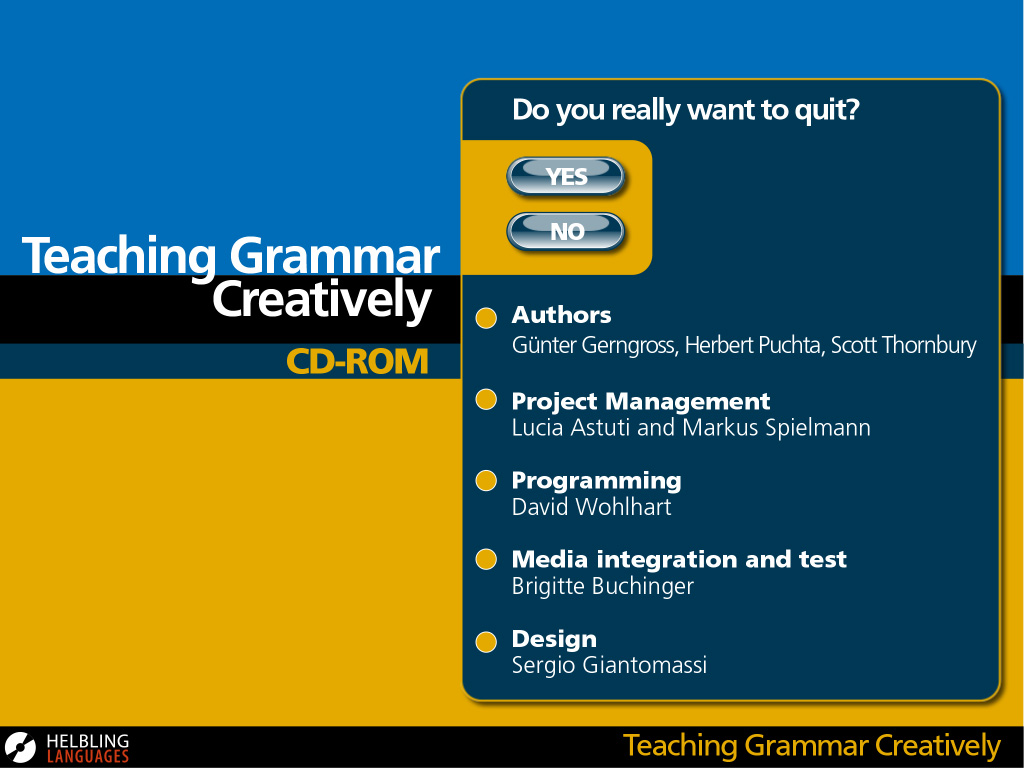 Teaching Grammar
Creatively
CD-ROM
Do you really want to quit?
YES
NO
Authors
Günter Gerngross, Herbert Puchta, Scott Thornbury
Project Management
Lucia Astuti and Markus Spielmann
Programming
David Wohlhart
Media integration and test
Brigitte Buchinger
Design
Sergio Giantomassi
HELBLING
LANGUAGES
Teaching Grammar Creatively